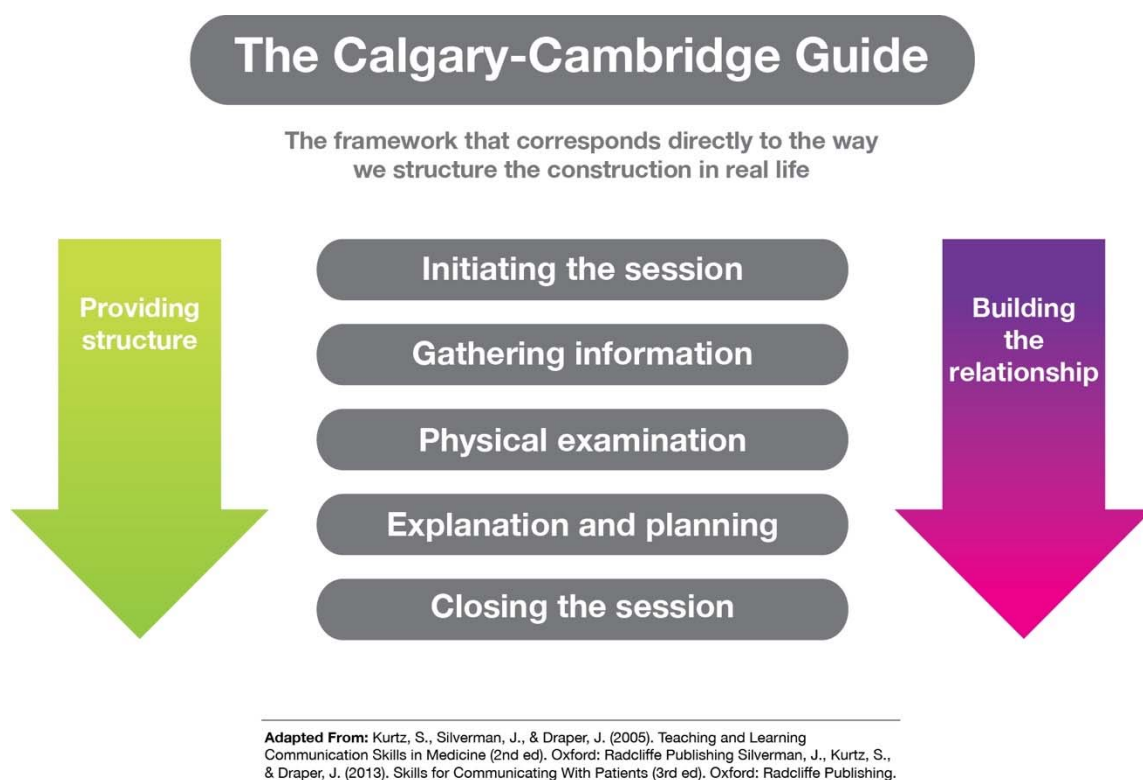 The Calgary-Cambridge Guide
The framework that corresponds directly to the way
we structure the construction in real life
Providing
structure
Initiating the session
Gathering information
Physical examination
Explanation and planning
Closing the session
Building
the
relationship
Adapted From: Kurtz, S., Silverman, J., & Draper, J. (2005). Teaching and Learning
Communication Skills in Medicine (2nd ed). Oxford: Radcliffe Publishing Silverman, J., Kurtz, S.,
& Draper, J. (2013). Skills for Communicating With Patients (3rd ed). Oxford: Radcliffe Publishing.